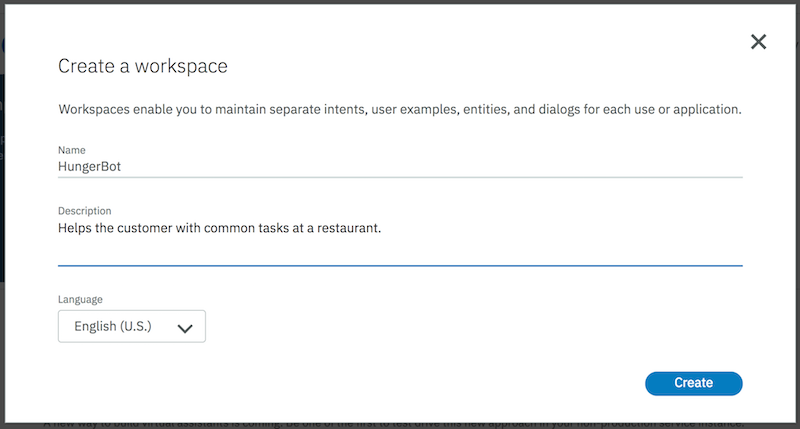 Create a workspace
Workspaces enable you to maintain separate intents, user examples, entities, and dialogs for each use or application.
Name
HungerBot
Description
Helps the customer with common tasks at a restaurant.
Language
English (U.S.)
Create
A new way to build virtual assistants is coming. Be one of the first to test drive this new approach in your non-production service instance.